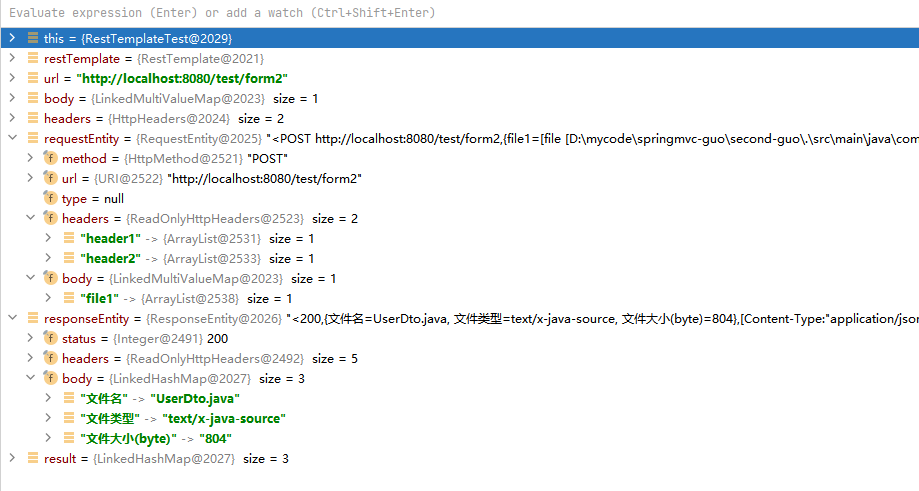 Evaluate expression (Enter) or add a watch (Ctrl+Shift+Enter)
this = {RestTemplateTest@2029}
restTemplate = {RestTemplate@2021}
url = "http://localhost:8080/test/form2"
body = {LinkedMultiValueMap@2023} size = 1
headers = {HttpHeaders@2024} size = 2
requestEntity = {RequestEntity@2025} "<POST http://localhost:8080/test/form2,{file1=[file [D:\mycode\springmvc-guo\second-guo\.\src\main\java\com
method = {HttpMethod@2521} "POST"
url = {URI@2522} "http://localhost:8080/test/form2"
type = null
headers = {ReadOnlyHttpHeaders@2523} size = 2
"header1" -> {ArrayList@2531} size = 1
"header2" -> {ArrayList@2533} size = 1
body = {LinkedMultiValueMap@2023} size = 1
"file1" -> {ArrayList@2538} size = 1
responseEntity = {ResponseEntity@2026} "<200,{文件名=UserDto.java, 文件类型=text/x-java-source, 文件大小(byte)=804},[Content-Type:"application/json
status = {Integer@2491} 200
headers = {ReadOnlyHttpHeaders@2492} size = 5
body = {LinkedHashMap@2027} size = 3
"文件名" -> "UserDto.java"
"文件类型" -> "text/x-java-source"
"文件大小(byte)" -> "804"
result = {LinkedHashMap@2027} size = 3